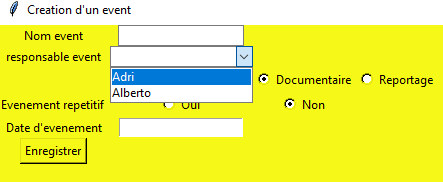 Creation d'un event
Nom event
responsable event
Adri
Documentaire Reportage
Alberto
Evenement repetitif Oui Non
Date d'evenement
Enregistrer